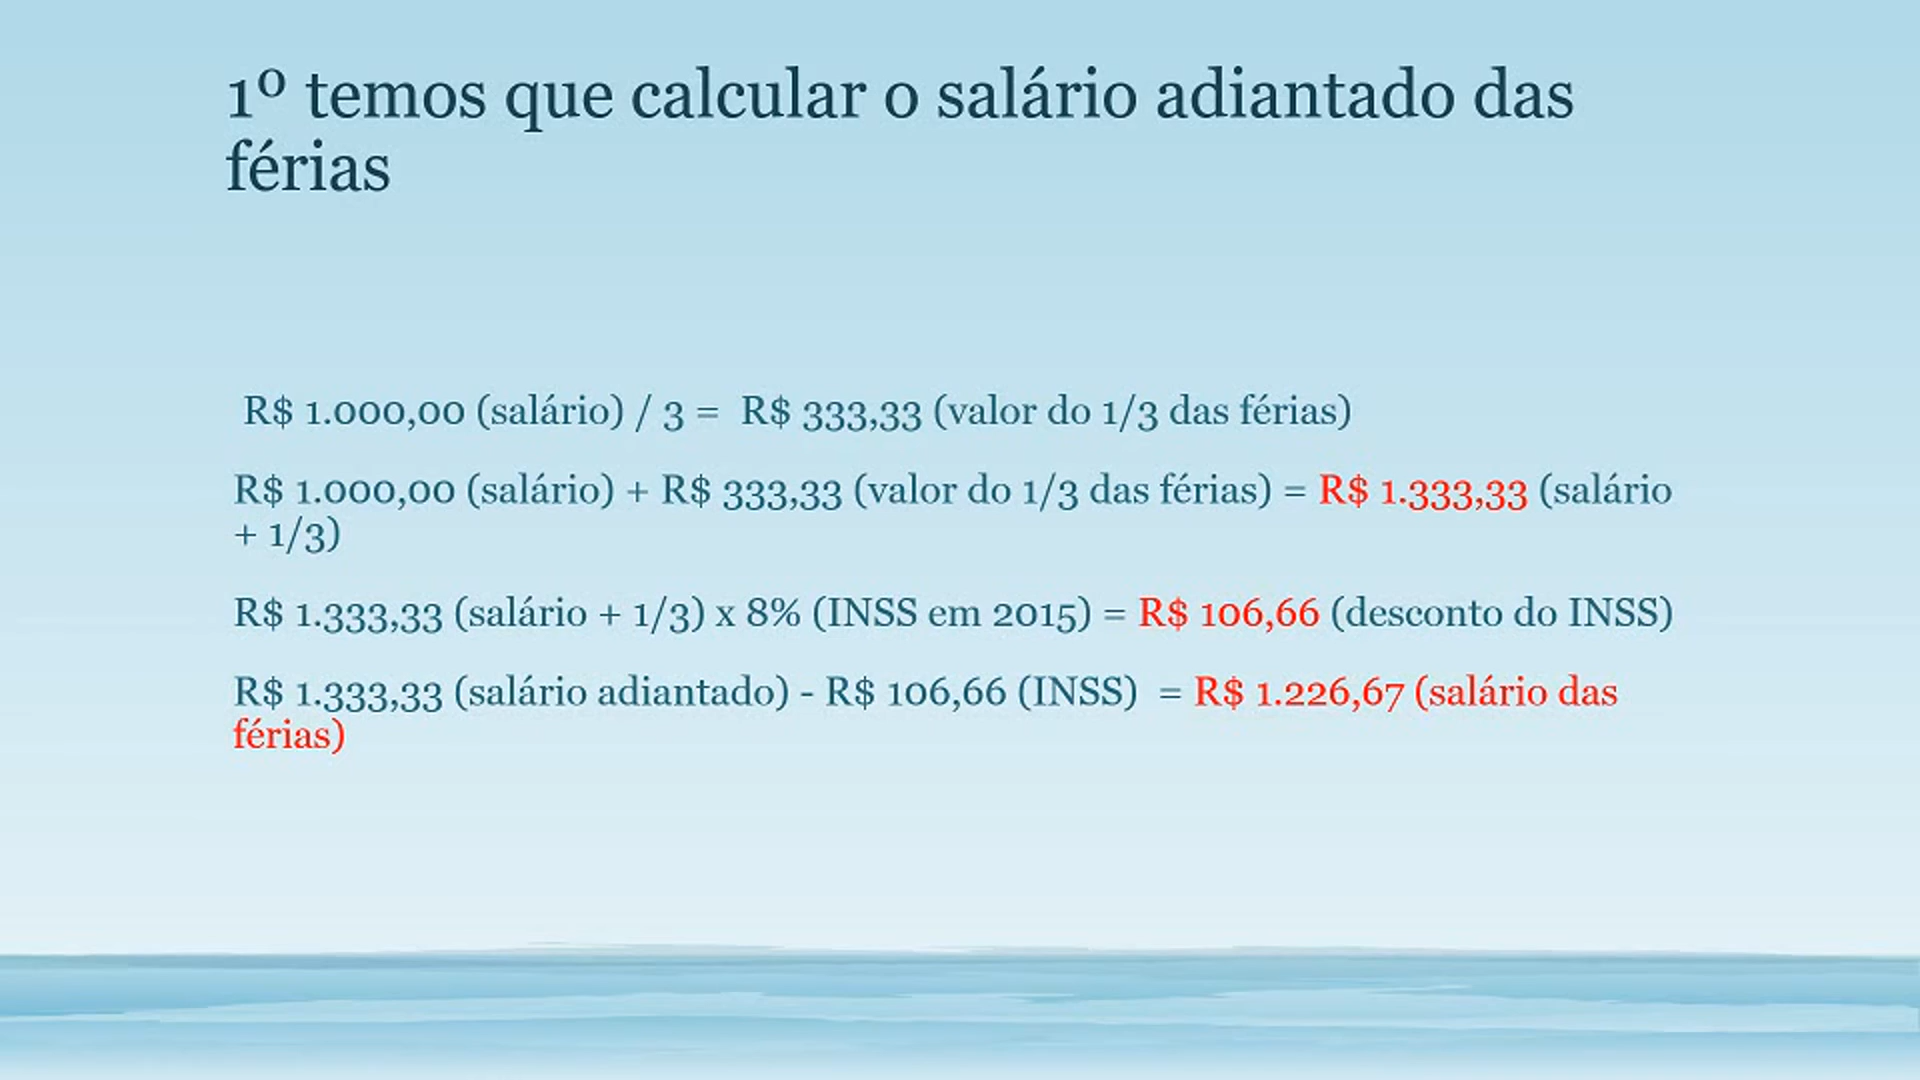 1º temos que calcular o salário adiantado das
férias
R$ 1.000,00 (salário) / 3 = R$ 333,33 (valor do 1/3 das férias)
R$ 1.000,00 (salário) + R$ 333,33 (valor do 1/3 das férias) = R$ 1.333,33 (salário
+ 1/3)
R$ 1.333,33 (salário + 1/3) x 8% (INSS em 2015) = R$ 106,66 (desconto do INSS)
R$ 1.333,33 (salário adiantado) - R$ 106,66 (INSS) = R$ 1.226,67 (salário das
férias)